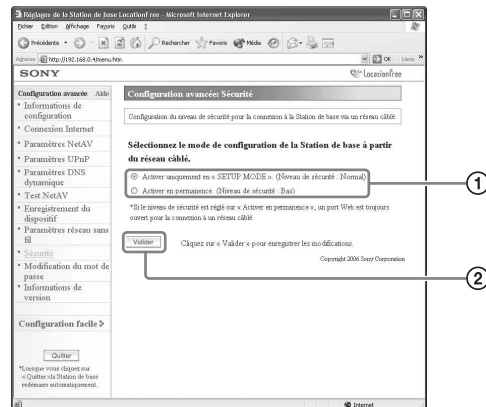 Réglages de la Station de base LocationFree - Microsoft Internet Explorer
Fichier Edition Affichage Favoris Outils ?
Précédente Rechercher Favoris Média
Adresse http://192.168.0.4/menu.htm OK Liens »
SONY
LocationFree
Configuration avancée Aide
* Informations de
configuration
* Connexion Internet
* Paramètres NetAV
* Paramètres UPnP
* Paramètres DNS
dynamique
* Test NetAV
* Enregistrement du
dispositif
* Paramètres réseau sans
fil
* Sécurité
* Modification du mot de
passe
* Informations de
version
Configuration facile
Quitter
*Lorsque vous cliquez sur
« Quitter »la Station de base
redémarre automatiquement.
Configuration avancée: Sécurité
Configuration du niveau de sécurité pour la connexion à la Station de base via un réseau câblé.
Sélectionnez le mode de configuration de la Station de base à partir
du réseau câblé.
Activer uniquement en « SETUP MODE ». (Niveau de sécurité : Normal)
Activer en permanence. (Niveau de sécurité : Bas)
*Si le niveau de sécurité est réglé sur « Activer en permanence », un port Web est toujours
ouvert pour la connexion à un réseau câblé.
Valider Cliquez sur « Valider » pour enregistrer les modifications.
Copyright 2006 Sony Corporation
1
2
Internet